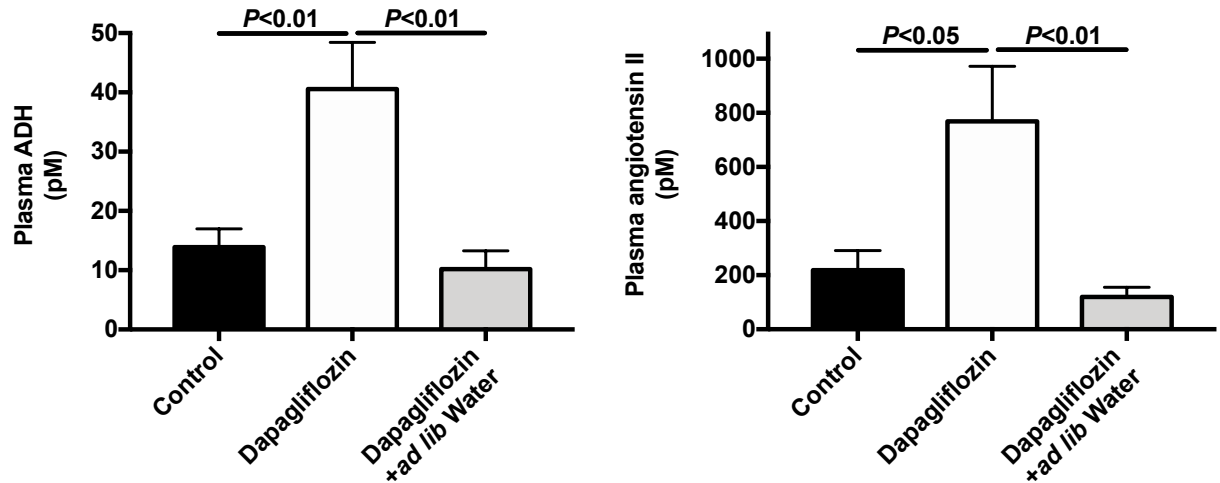 P<0.01 P<0.01
Plasma ADH
(pM)
50
40
30
20
10
0
Control
Dapagliflozin
Dapagliflozin
+ad lib Water
P<0.05 P<0.01
Plasma angiotensin II
(pM)
1000
800
600
400
200
0
Control
Dapagliflozin
Dapagliflozin
+ad lib Water